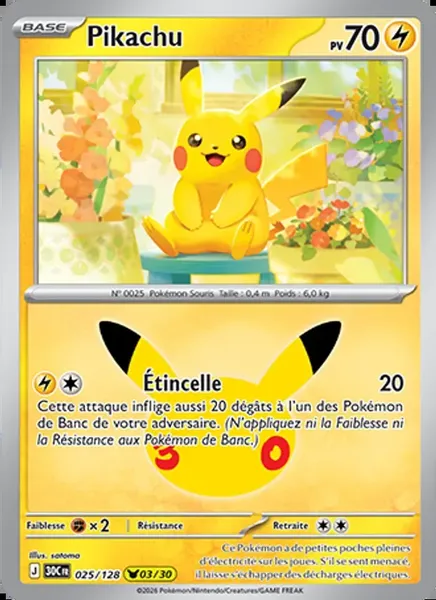 BASE Pikachu PV 70
N° 0025 Pokémon Souris Taille : 0,4 m Poids : 6,0 kg
Étincelle 20
Cette attaque inflige aussi 20 dégâts à l'un des Pokémon
de Banc de votre adversaire. (N'appliquez ni la Faiblesse ni
la Résistance aux Pokémon de Banc.)
30
Faiblesse × 2 Résistance Retraite
Illus. satoma
J 30C FR 025/128 03/30
Ce Pokémon a de petites poches pleines
d'électricité sur les joues. S'il se sent menacé,
il laisse s'échapper des décharges électriques.
©2026 Pokémon/Nintendo/Creatures/GAME FREAK